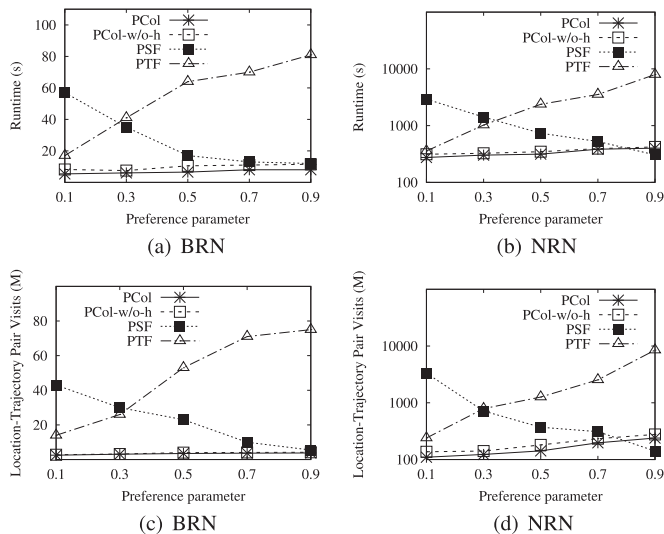 PCol
PCol-w/o-h
PSF
PTF
Runtime (s)
100
80
60
40
20
0.1 0.3 0.5 0.7 0.9
Preference parameter
(a) BRN
PCol
PCol-w/o-h
PSF
PTF
Runtime (s)
10000
1000
100
0.1 0.3 0.5 0.7 0.9
Preference parameter
(b) NRN
PCol
PCol-w/o-h
PSF
PTF
Location-Trajectory Pair Visits (M)
80
60
40
20
0.1 0.3 0.5 0.7 0.9
Preference parameter
(c) BRN
PCol
PCol-w/o-h
PSF
PTF
Location-Trajectory Pair Visits (M)
10000
1000
100
0.1 0.3 0.5 0.7 0.9
Preference parameter
(d) NRN